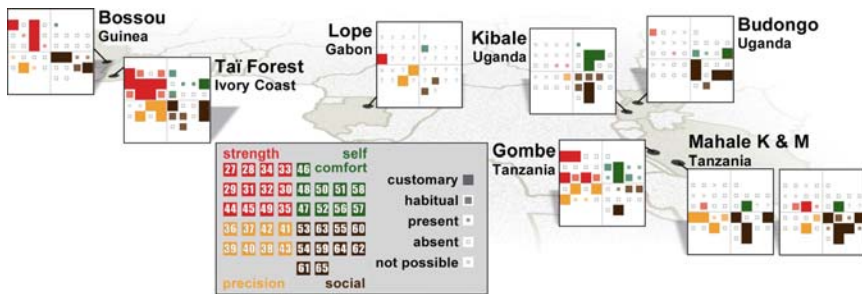 Bossou
Guinea
Taï Forest
Ivory Coast
Lope
Gabon
Kibale
Uganda
Budongo
Uganda
Gombe
Tanzania
Mahale K & M
Tanzania
strength
self
comfort
27 28 34 33 46
29 31 32 30 48 50 51 58
44 45 49 35 47 52 56 57
36 37 42 41 53 63 55 60
39 40 38 43 54 59 64 62
61 65
precision
social
customary
habitual
present
absent
not possible